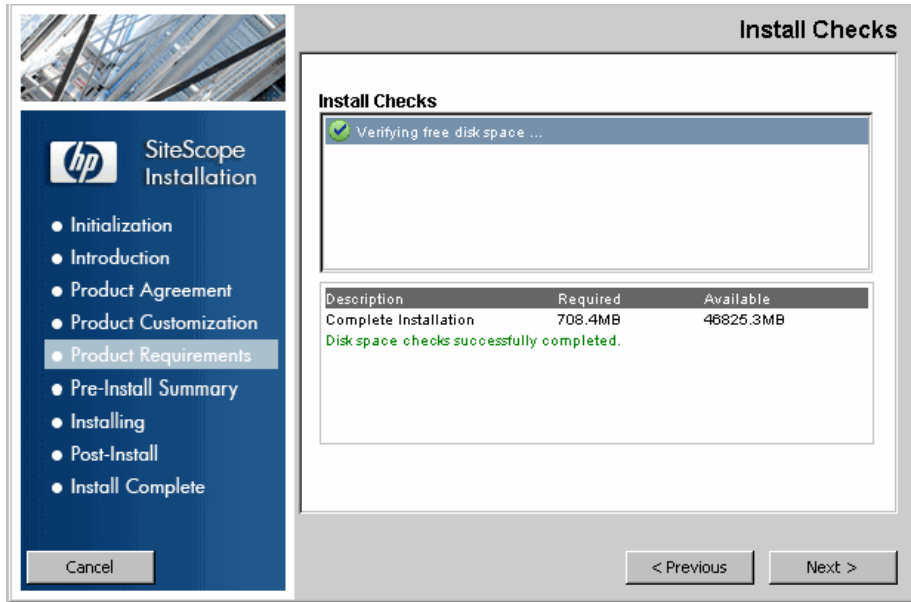 Install Checks
hp
SiteScope
Installation
Initialization
Introduction
Product Agreement
Product Customization
Product Requirements
Pre-Install Summary
Installing
Post-Install
Install Complete
Install Checks
Verifying free disk space ...
Description Required Available
Complete Installation 708.4MB 46825.3MB
Disk space checks successfully completed.
Cancel
< Previous
Next >